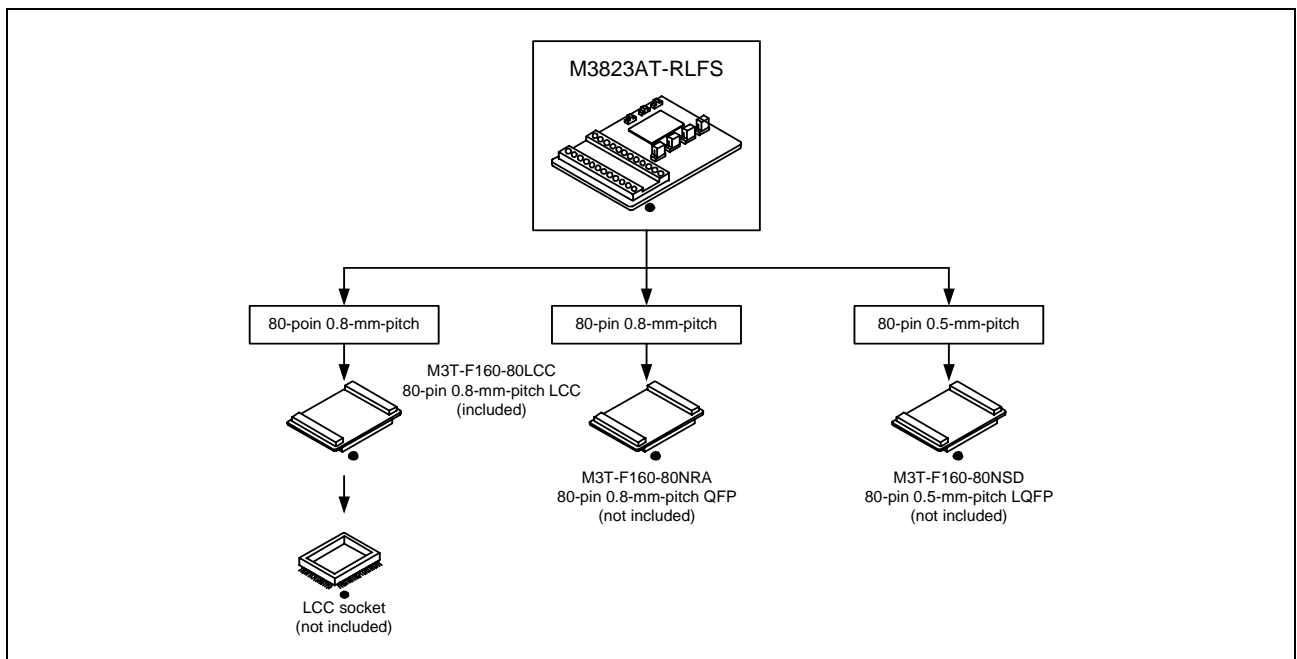 M3823AT-RLFS
80-poin 0.8-mm-pitch
80-pin 0.8-mm-pitch
80-pin 0.5-mm-pitch
M3T-F160-80LCC
80-pin 0.8-mm-pitch LCC
(included)
M3T-F160-80NRA
80-pin 0.8-mm-pitch QFP
(not included)
M3T-F160-80NSD
80-pin 0.5-mm-pitch LQFP
(not included)
LCC socket
(not included)